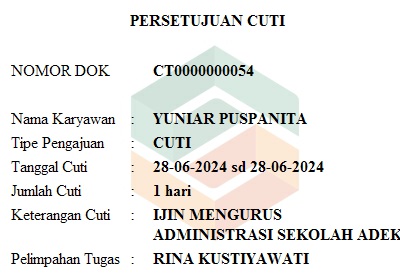 PERSETUJUAN CUTI
NOMOR DOK CT0000000054
Nama Karyawan : YUNIAR PUSPANITA
Tipe Pengajuan : CUTI
Tanggal Cuti : 28-06-2024 sd 28-06-2024
Jumlah Cuti : 1 hari
Keterangan Cuti : IJIN MENGURUS
ADMINISTRASI SEKOLAH ADEK
Pelimpahan Tugas : RINA KUSTIYAWATI